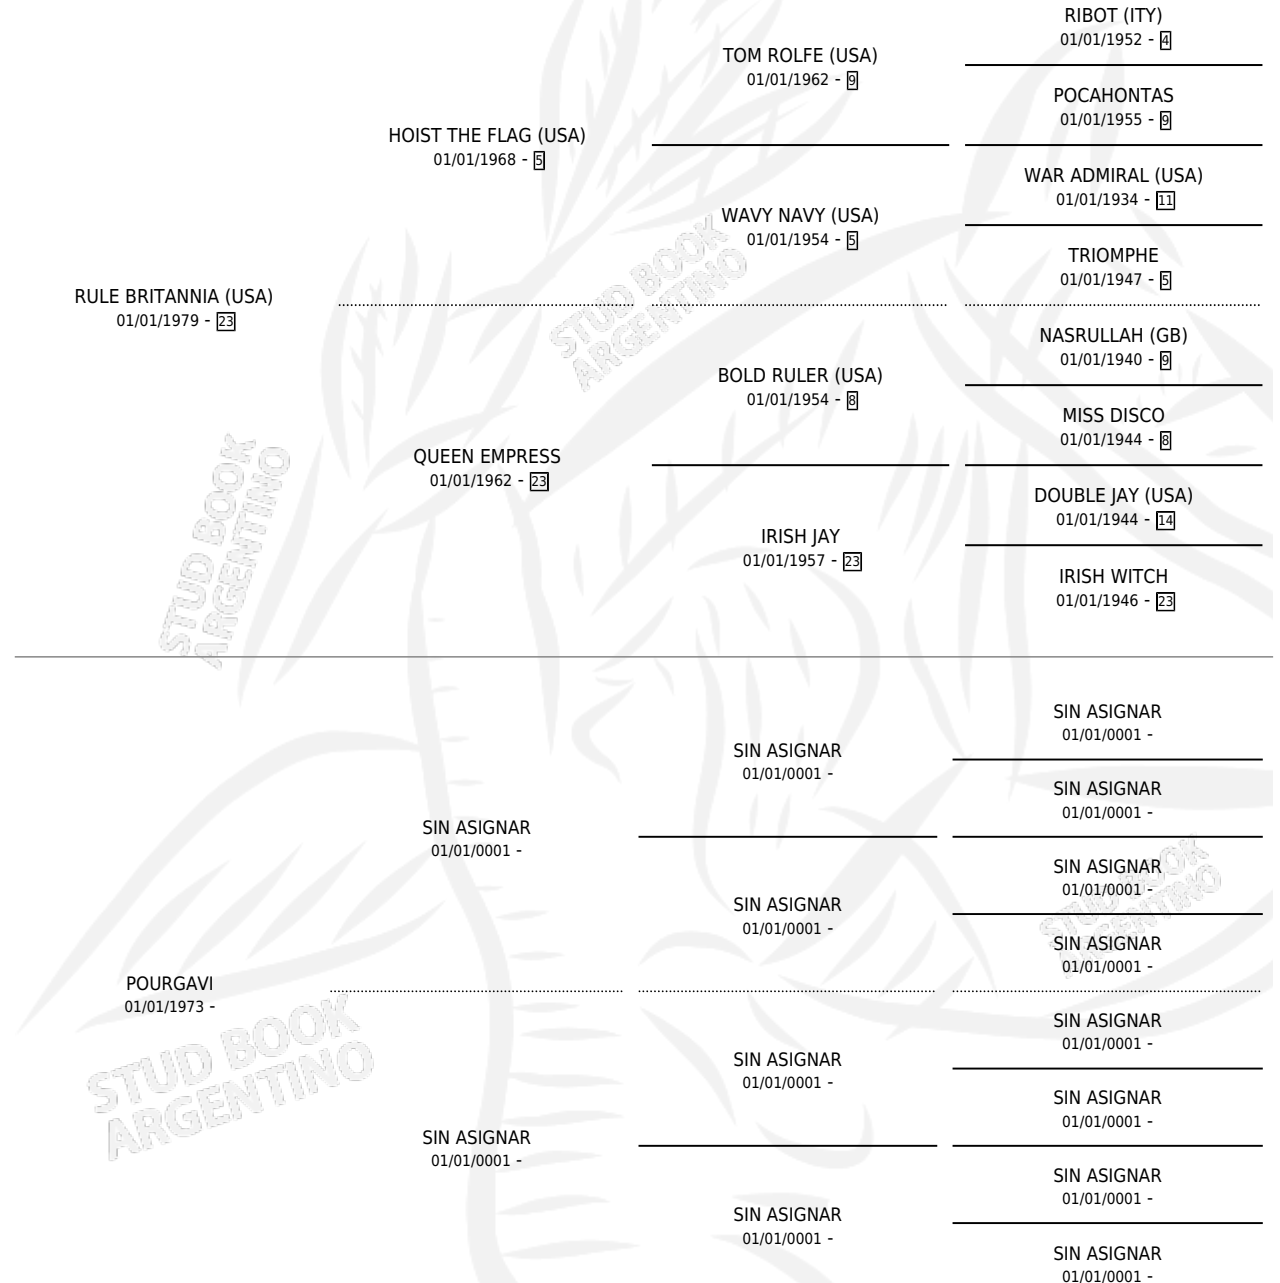 RIBOT (ITY)
01/01/1952 - 4
TOM ROLFE (USA)
01/01/1962 - 9
POCAHONTAS
01/01/1955 - 9
HOIST THE FLAG (USA)
01/01/1968 - 5
WAR ADMIRAL (USA)
01/01/1934 - 11
WAVY NAVY (USA)
01/01/1954 - 5
TRIOMPHE
01/01/1947 - 5
RULE BRITANNIA (USA)
01/01/1979 - 23
NASRULLAH (GB)
01/01/1940 - 9
BOLD RULER (USA)
01/01/1954 - 8
MISS DISCO
01/01/1944 - 8
QUEEN EMPRESS
01/01/1962 - 23
DOUBLE JAY (USA)
01/01/1944 - 14
IRISH JAY
01/01/1957 - 23
IRISH WITCH
01/01/1946 - 23
STUD BOOK
ARGENTINO
STUD BOOK
ARGENTINO
SIN ASIGNAR
01/01/0001 -
SIN ASIGNAR
01/01/0001 -
SIN ASIGNAR
01/01/0001 -
SIN ASIGNAR
01/01/0001 -
SIN ASIGNAR
01/01/0001 -
SIN ASIGNAR
01/01/0001 -
SIN ASIGNAR
01/01/0001 -
POURGAVI
01/01/1973 -
SIN ASIGNAR
01/01/0001 -
SIN ASIGNAR
01/01/0001 -
SIN ASIGNAR
01/01/0001 -
SIN ASIGNAR
01/01/0001 -
SIN ASIGNAR
01/01/0001 -
SIN ASIGNAR
01/01/0001 -
SIN ASIGNAR
01/01/0001 -
STUD BOOK
ARGENTINO
STUD BOOK
ARGENTINO